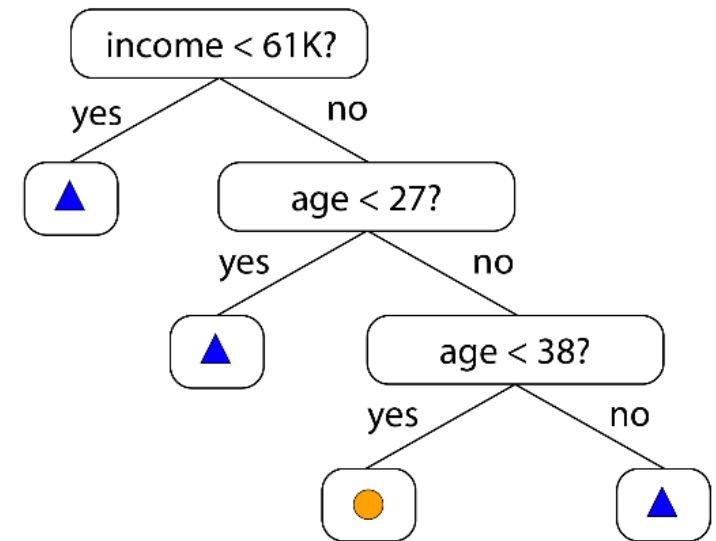 income < 61K?
yes
no
age < 27?
yes
no
age < 38?
yes
no